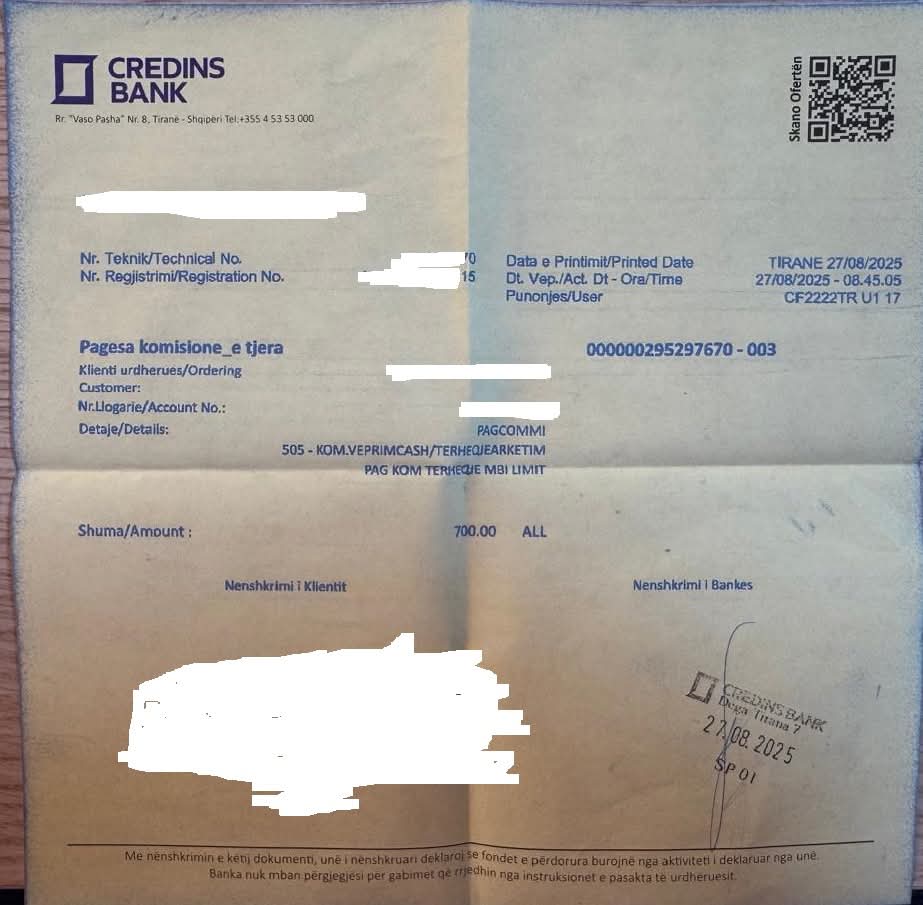 CREDINS
BANK
Rr. "Vaso Pasha" Nr. 8, Tiranë - Shqipëri Tel:+355 4 53 53 000
Skano Ofertën
Nr. Teknik/Technical No. 70
Nr. Regjistrimi/Registration No. 15
Data e Printimit/Printed Date TIRANE 27/08/2025
Dt. Vep./Act. Dt - Ora/Time 27/08/2025 - 08.45.05
Punonjes/User CF2222TR U1 17
Pagesa komisione_e tjera 000000295297670 - 003
Klienti urdherues/Ordering
Customer:
Nr.Llogarie/Account No.:
Detaje/Details: PAGCOMMI
505 - KOM.VEPRIMCASH/TERHEQJEARKETIM
PAG KOM TERHEQJE MBI LIMIT
Shuma/Amount : 700.00 ALL
Nenshkrimi i Klientit Nenshkrimi i Bankes
CREDINS BANK
Dega Tirana 7
27.08.2025
SP 01
Me nënshkrimin e këtij dokumenti, unë i nënshkruari deklaroj se fondet e përdorura burojnë nga aktiviteti i deklaruar nga unë.
Banka nuk mban përgjegjësi për gabimet që rrjedhin nga instruksionet e pasakta të urdhëruesit.